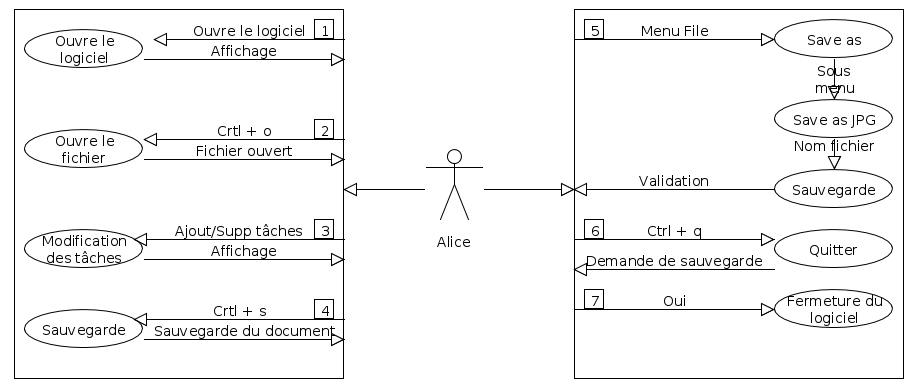 Ouvre le logiciel
1
Ouvre le
logiciel
Affichage
Crtl + o
2
Ouvre le
fichier
Fichier ouvert
Ajout/Supp tâches
3
Modification
des tâches
Affichage
Crtl + s
4
Sauvegarde
Sauvegarde du document
Alice
5
Menu File
Save as
Sous
menu
Save as JPG
Nom fichier
Validation
Sauvegarde
6
Ctrl + q
Quitter
Demande de sauvegarde
7
Oui
Fermeture du
logiciel